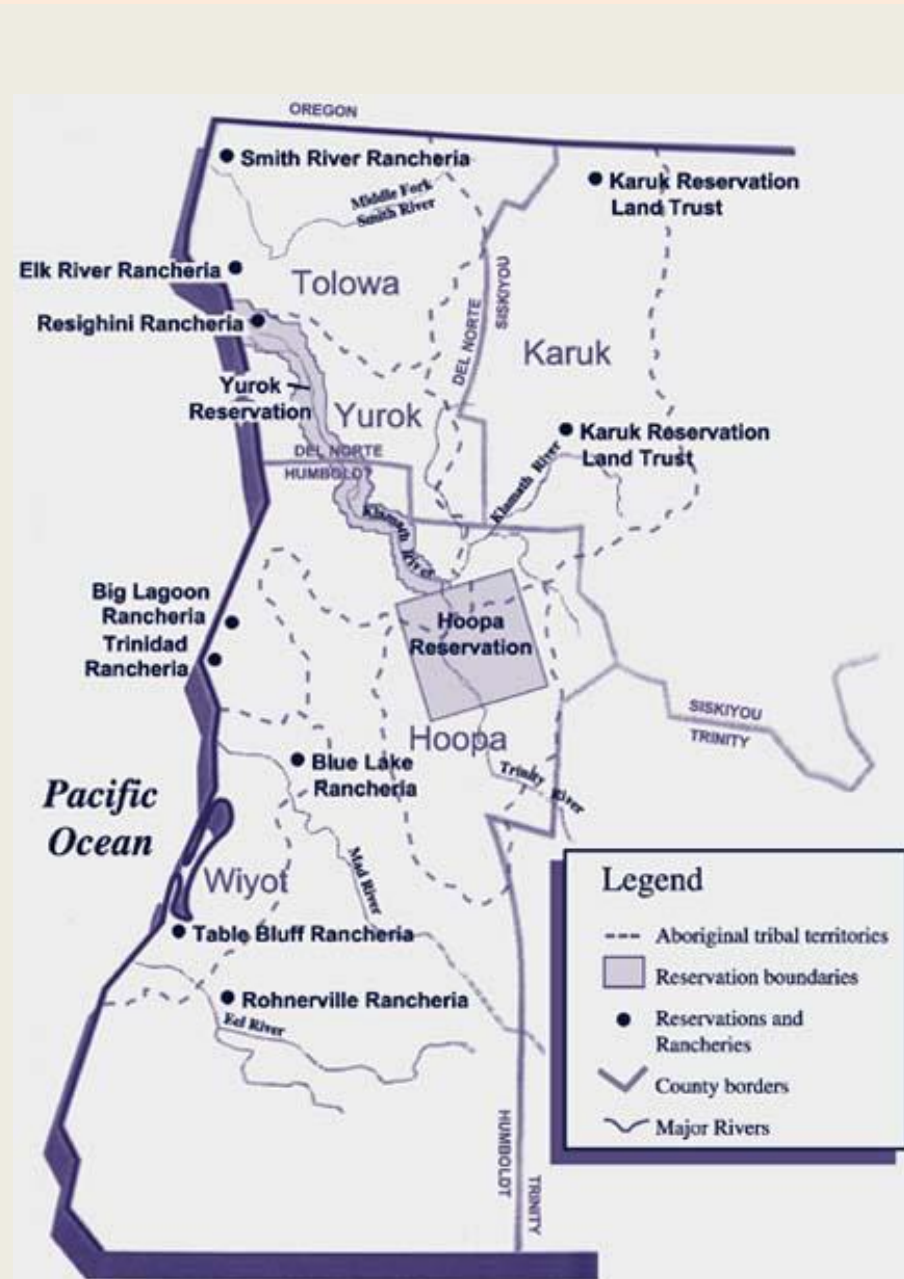 OREGON
Smith River Rancheria
Middle Fork
Smith River
Karuk Reservation
Land Trust
Elk River Rancheria
Tolowa
SISKIYOU
DEL NORTE
Resighini Rancheria
Karuk
Yurok
Reservation
Yurok
Karuk Reservation
Land Trust
DEL NORTE
HUMBOLDT
Klamath River
Klamath River
Big Lagoon
Rancheria
Trinidad
Rancheria
Hoopa
Reservation
SISKIYOU
TRINITY
Hoopa
Blue Lake
Rancheria
Trinity River
Pacific
Ocean
Mad River
Wiyot
Table Bluff Rancheria
Rohnerville Rancheria
Eel River
HUMBOLDT
TRINITY
Legend
Aboriginal tribal territories
Reservation boundaries
Reservations and
Rancheries
County borders
Major Rivers